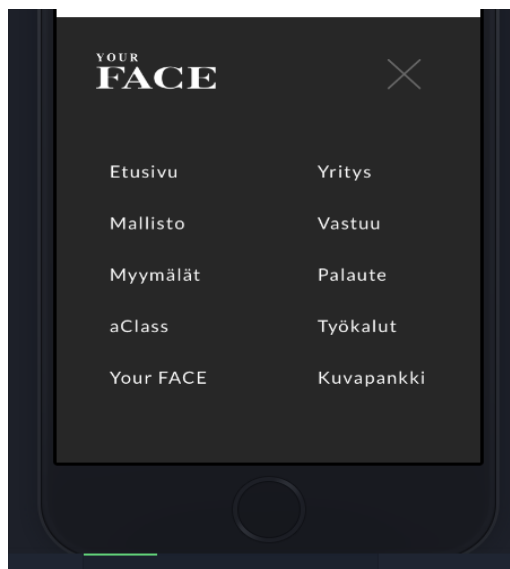 YOUR
FACE
Etusivu
Mallisto
Myymälät
aClass
Your FACE
Yritys
Vastuu
Palaute
Työkalut
Kuvapankki